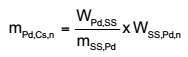 m_Pd,Cs,n = W_Pd,SS / m_SS,Pd x W_SS,Pd,n